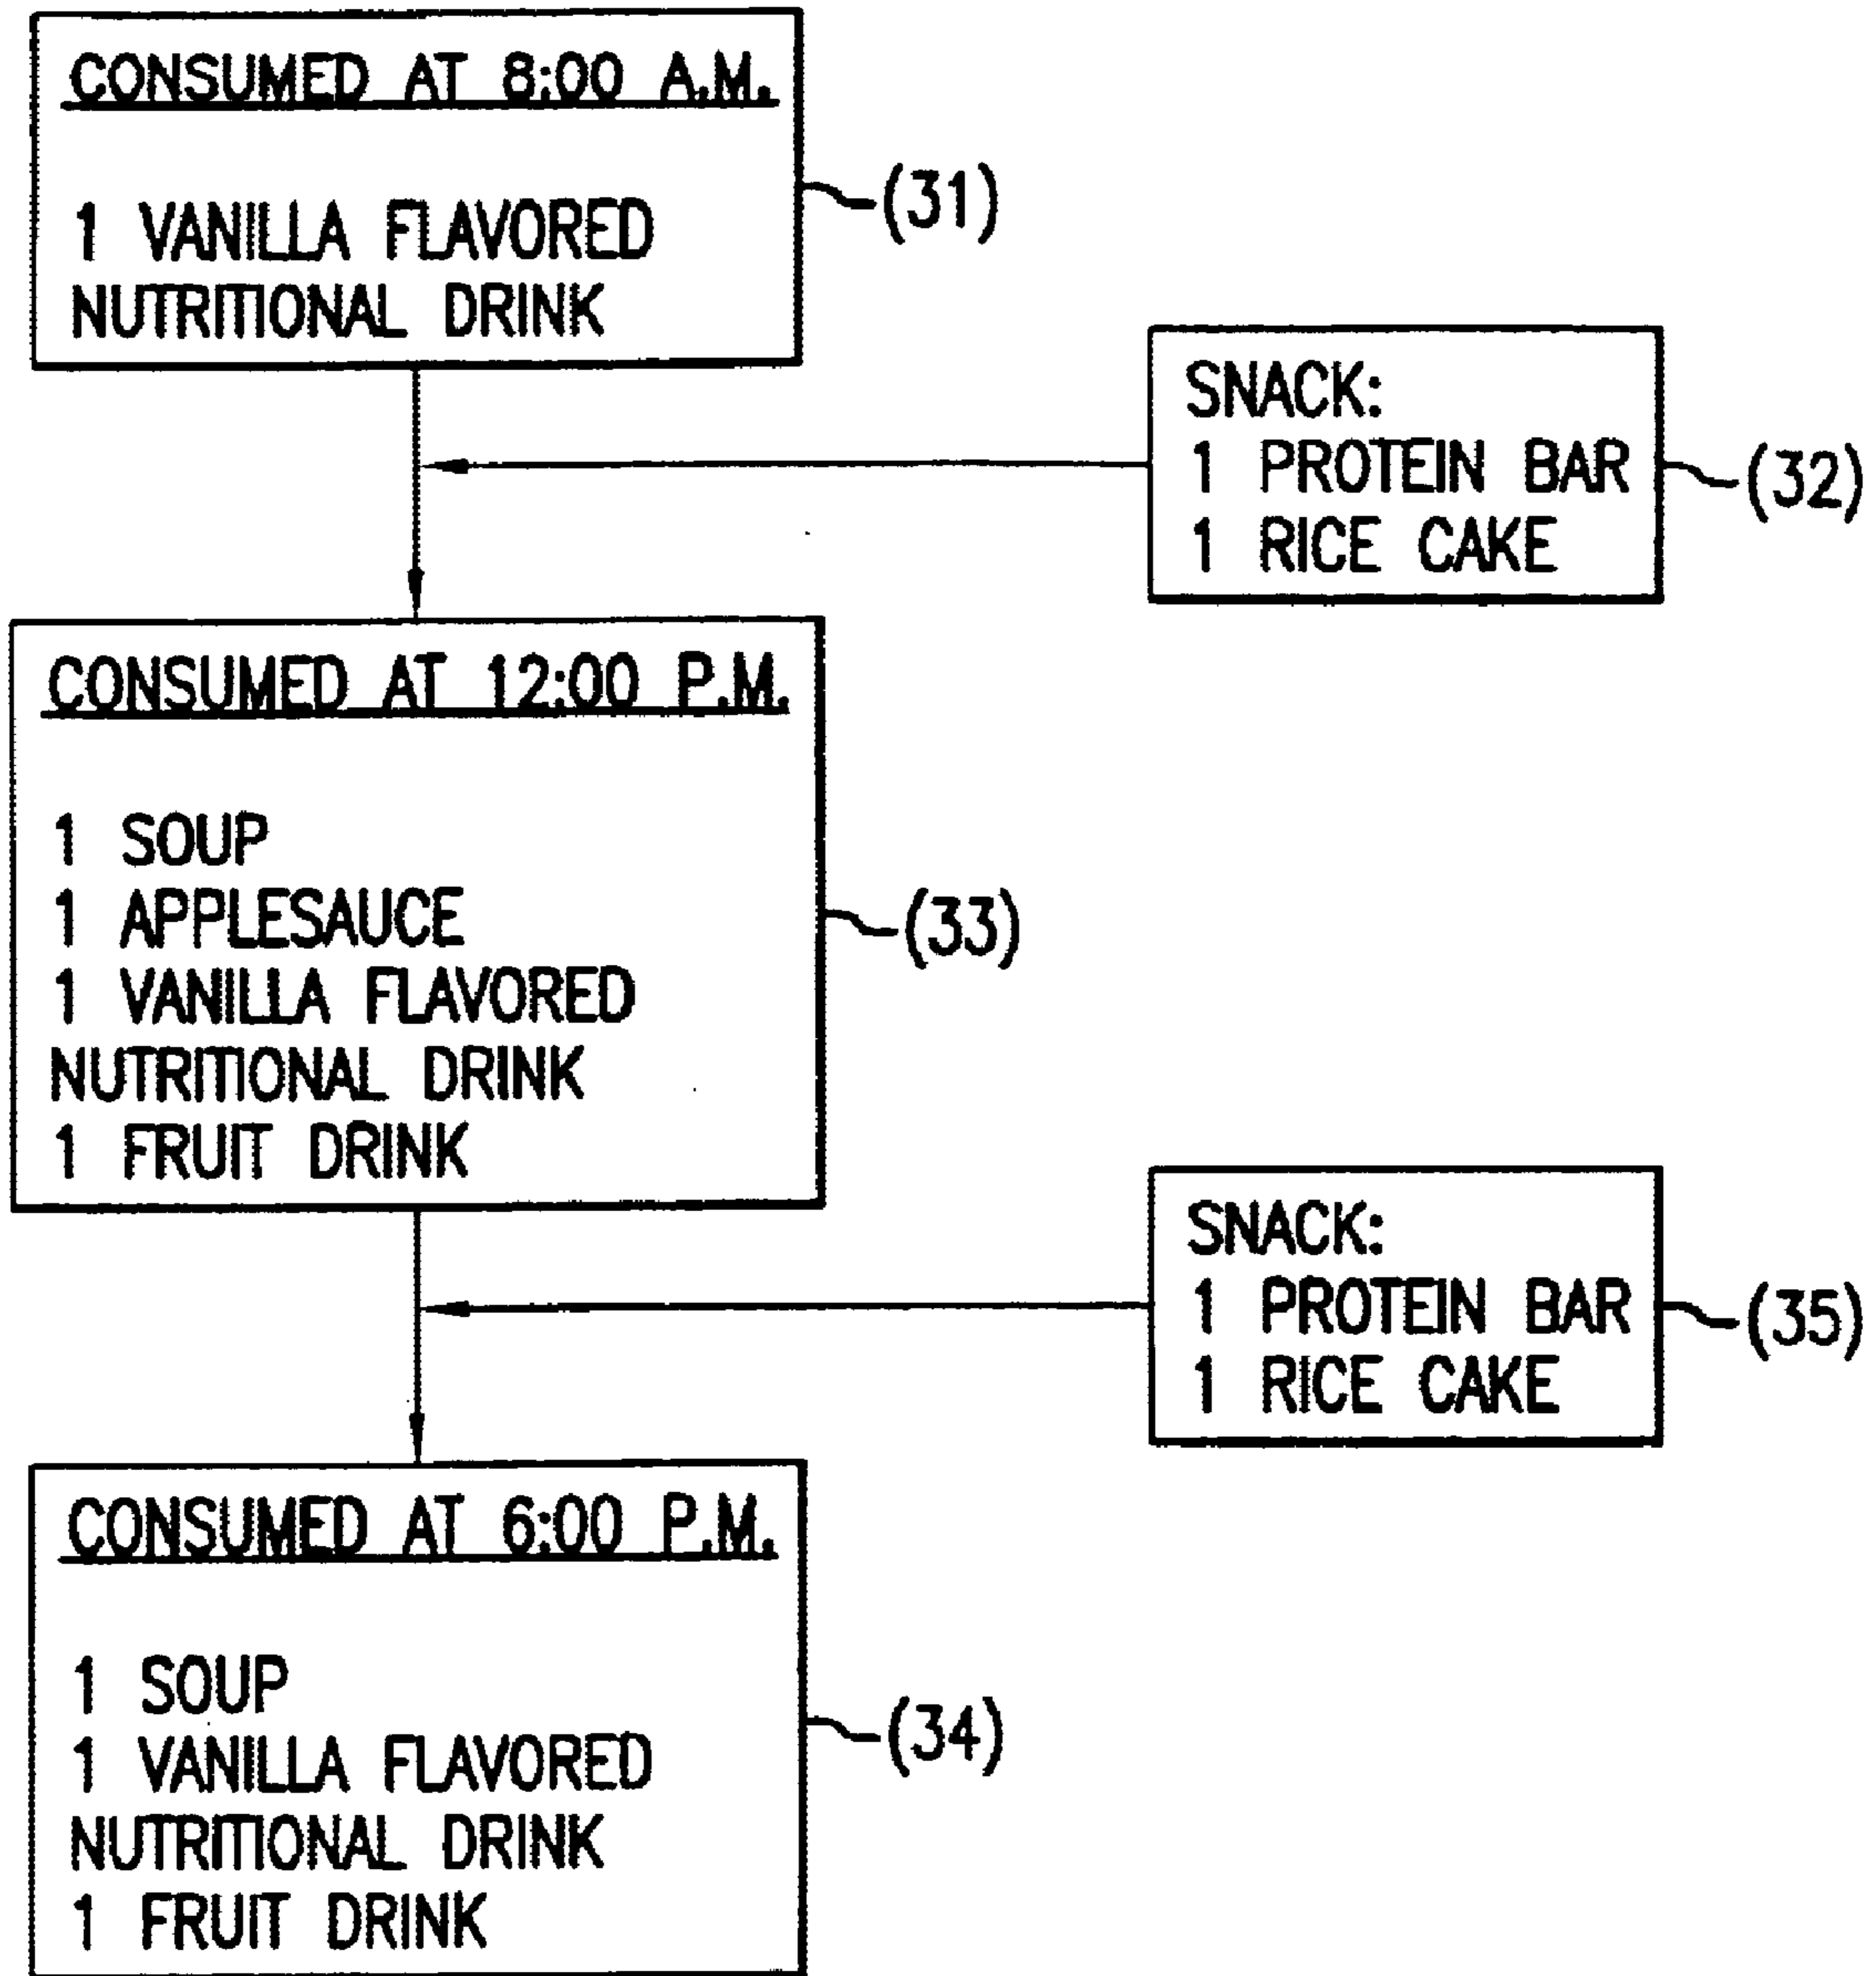 CONSUMED AT 8:00 A.M.
1 VANILLA FLAVORED
NUTRITIONAL DRINK
(31)
SNACK:
1 PROTEIN BAR
1 RICE CAKE
(32)
CONSUMED AT 12:00 P.M.
1 SOUP
1 APPLESAUCE
1 VANILLA FLAVORED
NUTRITIONAL DRINK
1 FRUIT DRINK
(33)
SNACK:
1 PROTEIN BAR
1 RICE CAKE
(35)
CONSUMED AT 6:00 P.M.
1 SOUP
1 VANILLA FLAVORED
NUTRITIONAL DRINK
1 FRUIT DRINK
(34)